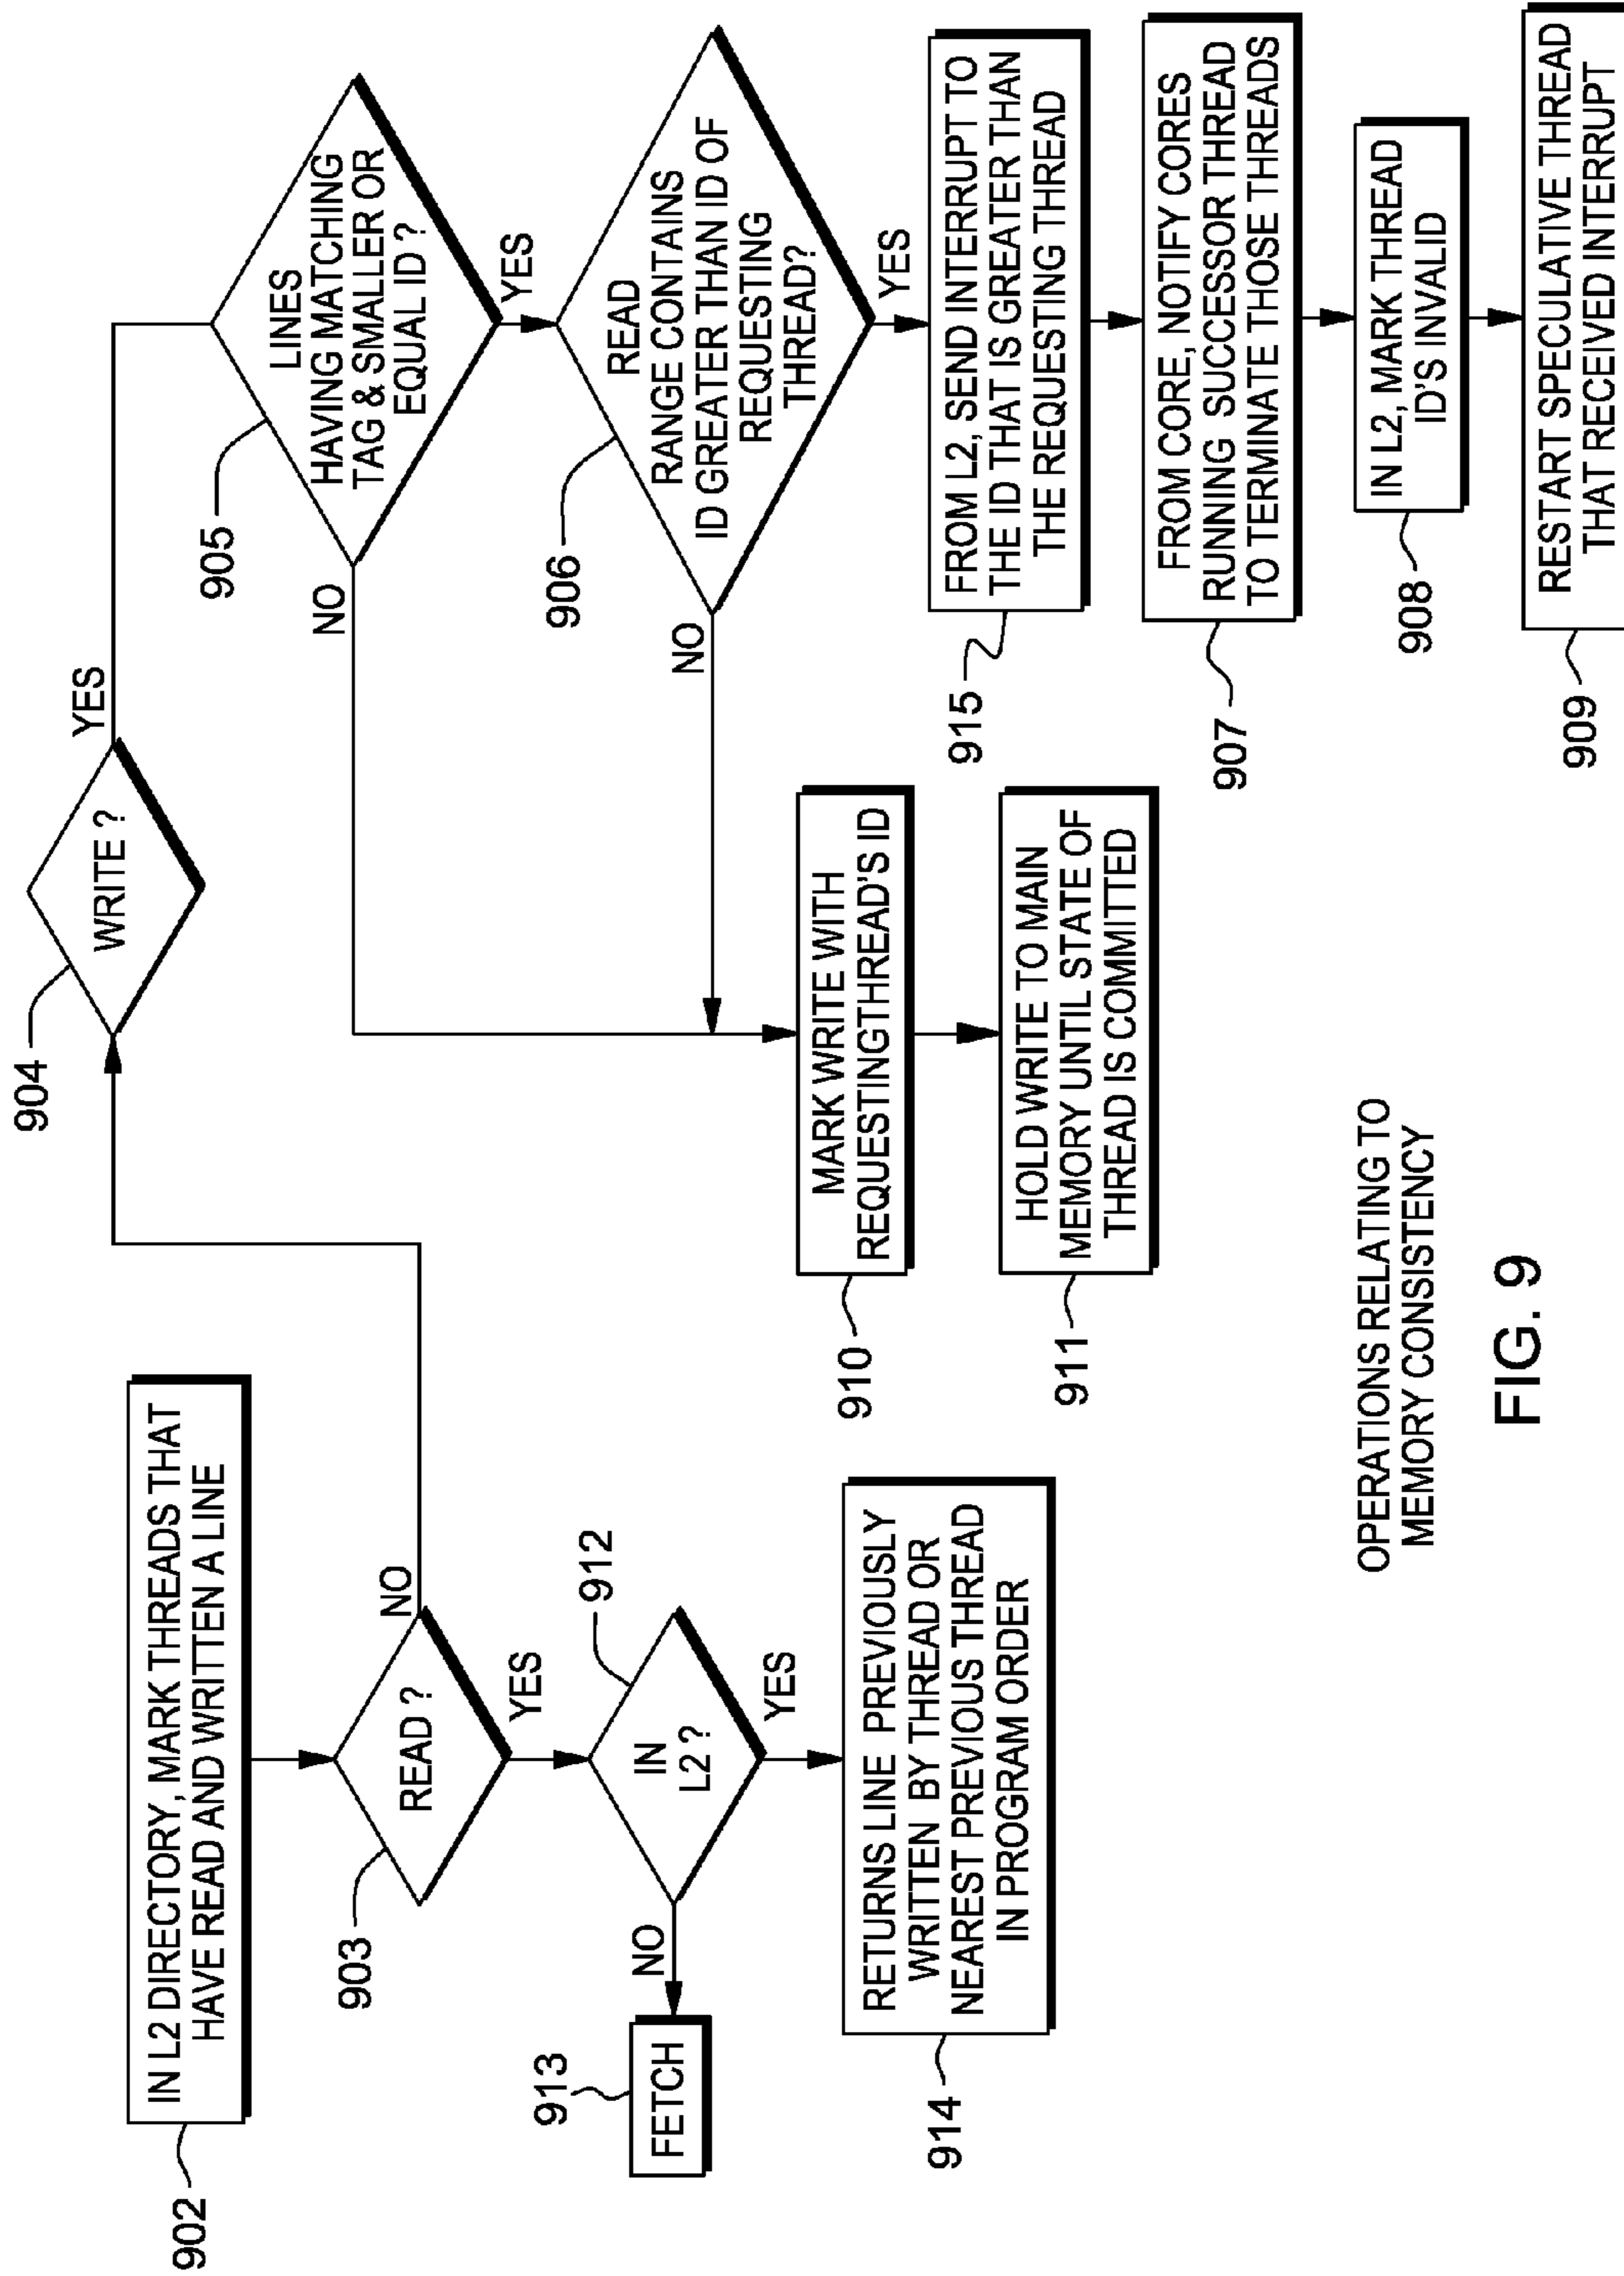 902
IN L2 DIRECTORY, MARK THREADS THAT
HAVE READ AND WRITTEN A LINE
903
READ ?
NO
YES
912
IN
L2 ?
NO
YES
913
FETCH
914
RETURNS LINE PREVIOUSLY
WRITTEN BY THREAD OR
NEAREST PREVIOUS THREAD
IN PROGRAM ORDER
904
WRITE ?
YES
905
LINES
HAVING MATCHING
TAG & SMALLER OR
EQUAL ID ?
NO
YES
906
READ
RANGE CONTAINS
ID GREATER THAN ID OF
REQUESTING
THREAD?
NO
YES
910
MARK WRITE WITH
REQUESTINGTHREAD'S ID
911
HOLD WRITE TO MAIN
MEMORY UNTIL STATE OF
THREAD IS COMMITTED
915
FROM L2, SEND INTERRUPT TO
THE ID THAT IS GREATER THAN
THE REQUESTING THREAD
907
FROM CORE, NOTIFY CORES
RUNNING SUCCESSOR THREAD
TO TERMINATE THOSE THREADS
908
IN L2, MARK THREAD
ID'S INVALID
909
RESTART SPECULATIVE THREAD
THAT RECEIVED INTERRUPT
OPERATIONS RELATING TO
MEMORY CONSISTENCY
FIG. 9